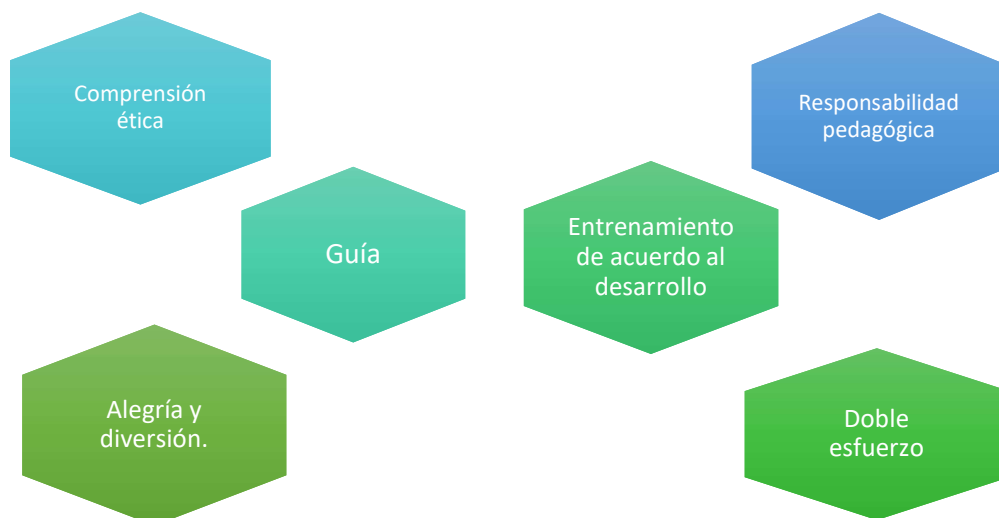 Comprensión
ética
Responsabilidad
pedagógica
Guía
Entrenamiento
de acuerdo al
desarrollo
Alegría y
diversión.
Doble
esfuerzo